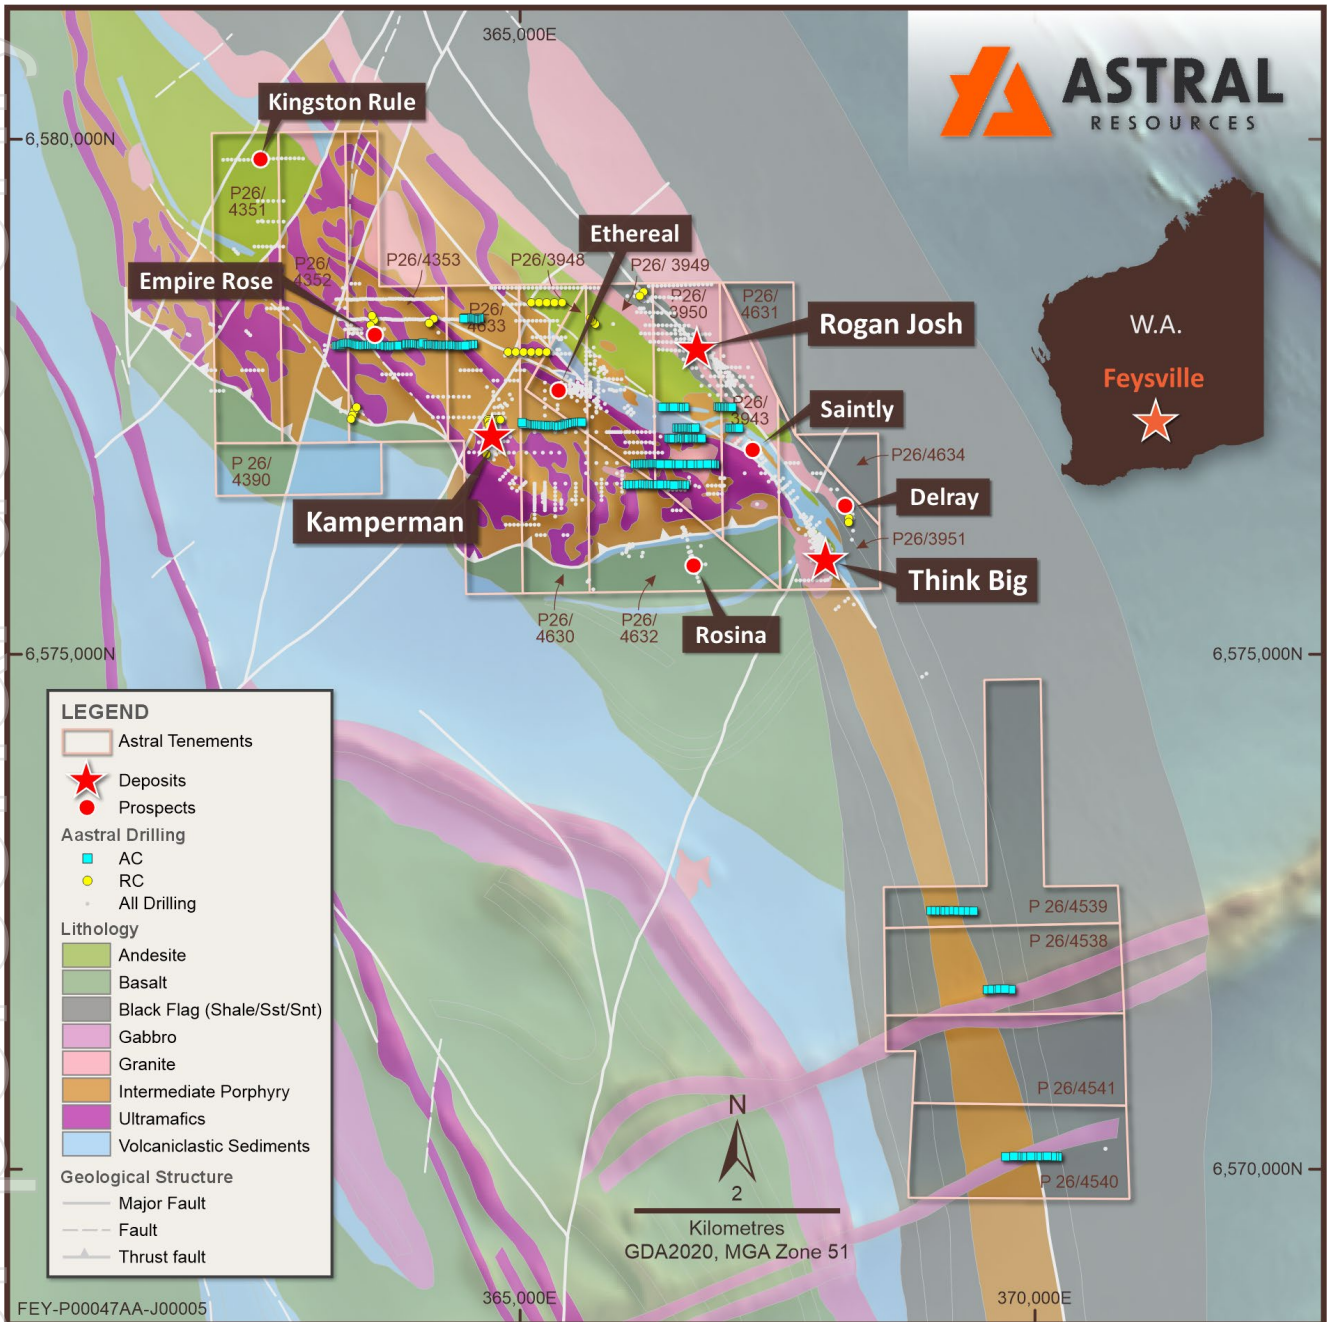 365,000E
ASTRAL
RESOURCES
Kingston Rule
6,580,000N
P26/
4351
Ethereal
P26/4353
P26/3948
P26/ 3949
P26/
4352
Empire Rose
P26/
3950
P26/
4631
P26/
4633
Rogan Josh
W.A.
Feysville
P26/
3943
Saintly
P26/4634
P 26/
4390
Delray
Kamperman
P26/3951
Think Big
P26/
4630
P26/
4632
Rosina
6,575,000N
6,575,000N
LEGEND
Astral Tenements
Deposits
Prospects
Aastral Drilling
AC
RC
All Drilling
Lithology
Andesite
Basalt
Black Flag (Shale/Sst/Snt)
Gabbro
Granite
Intermediate Porphyry
Ultramafics
Volcaniclastic Sediments
Geological Structure
Major Fault
Fault
Thrust fault
P 26/4539
P 26/4538
P 26/4541
P 26/4540
6,570,000N
N
2
Kilometres
GDA2020, MGA Zone 51
365,000E
370,000E
FEY-P00047AA-J00005